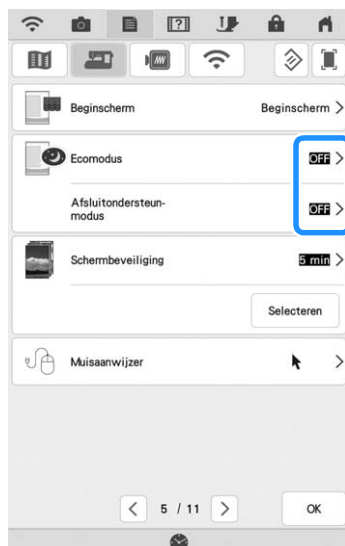 Beginscherm Beginscherm >
Ecomodus OFF >
Afsluitondersteun-
modus OFF >
Schermbeveiliging 5 min >
Selecteren
Muisaanwijzer >
< 5 / 11 > OK